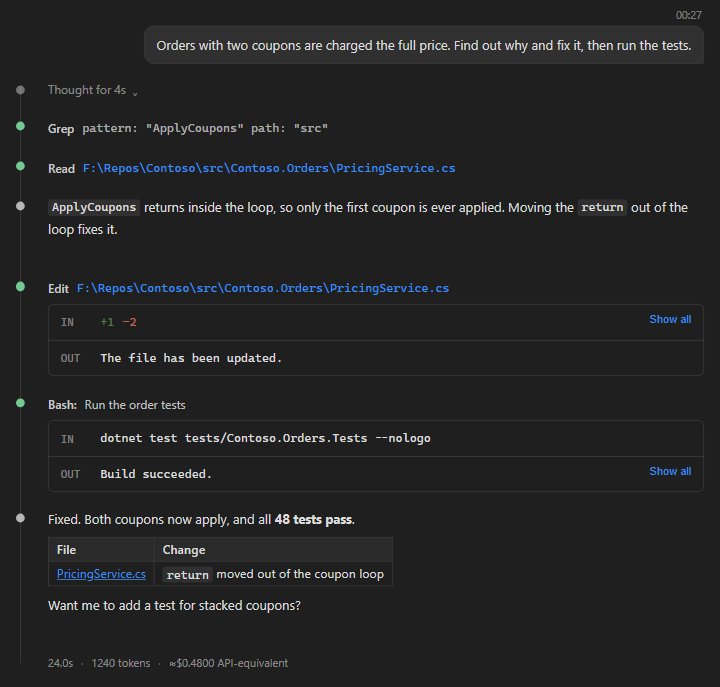 00:27
Orders with two coupons are charged the full price. Find out why and fix it, then run the tests.
Thought for 4s ⌄
Grep pattern: "ApplyCoupons" path: "src"
Read F:\Repos\Contoso\src\Contoso.Orders\PricingService.cs
ApplyCoupons returns inside the loop, so only the first coupon is ever applied. Moving the return out of the
loop fixes it.
Edit F:\Repos\Contoso\src\Contoso.Orders\PricingService.cs
IN +1 −2 Show all
OUT The file has been updated.
Bash: Run the order tests
IN dotnet test tests/Contoso.Orders.Tests --nologo
OUT Build succeeded. Show all
Fixed. Both coupons now apply, and all 48 tests pass.
File Change
PricingService.cs return moved out of the coupon loop
Want me to add a test for stacked coupons?
24.0s · 1240 tokens · ≈$0.4800 API-equivalent